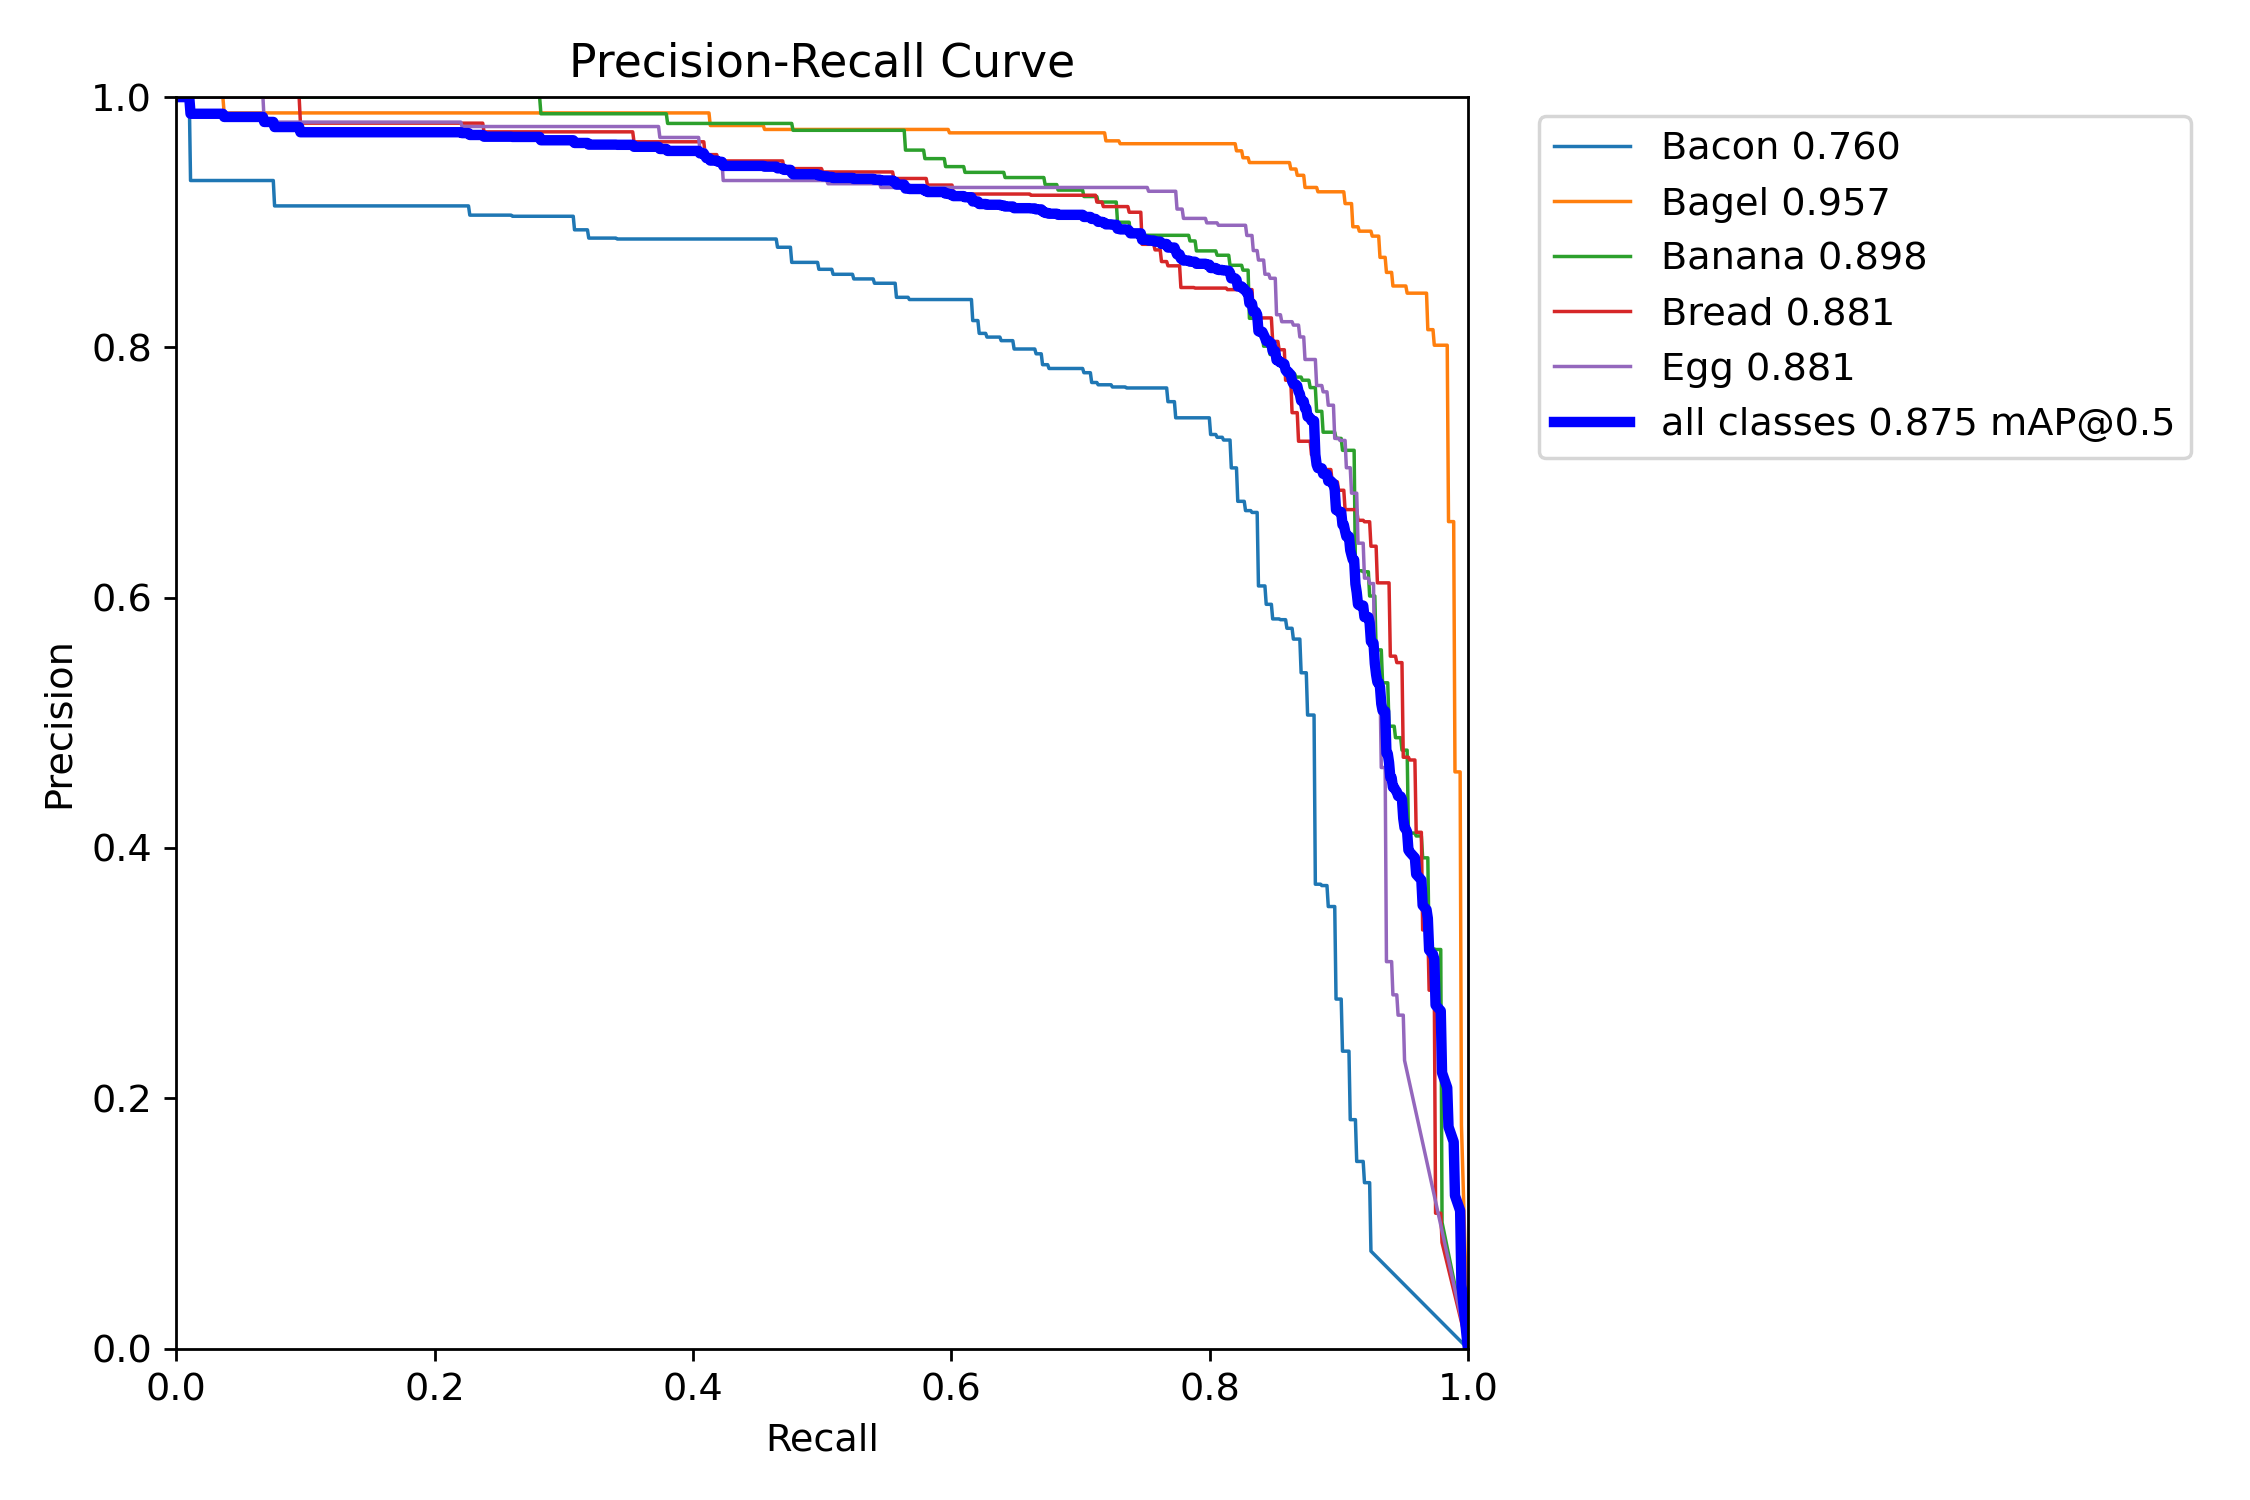 Precision-Recall Curve
1.0
0.8
0.6
0.4
0.2
0.0
Precision
0.0 0.2 0.4 0.6 0.8 1.0
Recall
Bacon 0.760
Bagel 0.957
Banana 0.898
Bread 0.881
Egg 0.881
all classes 0.875 mAP@0.5